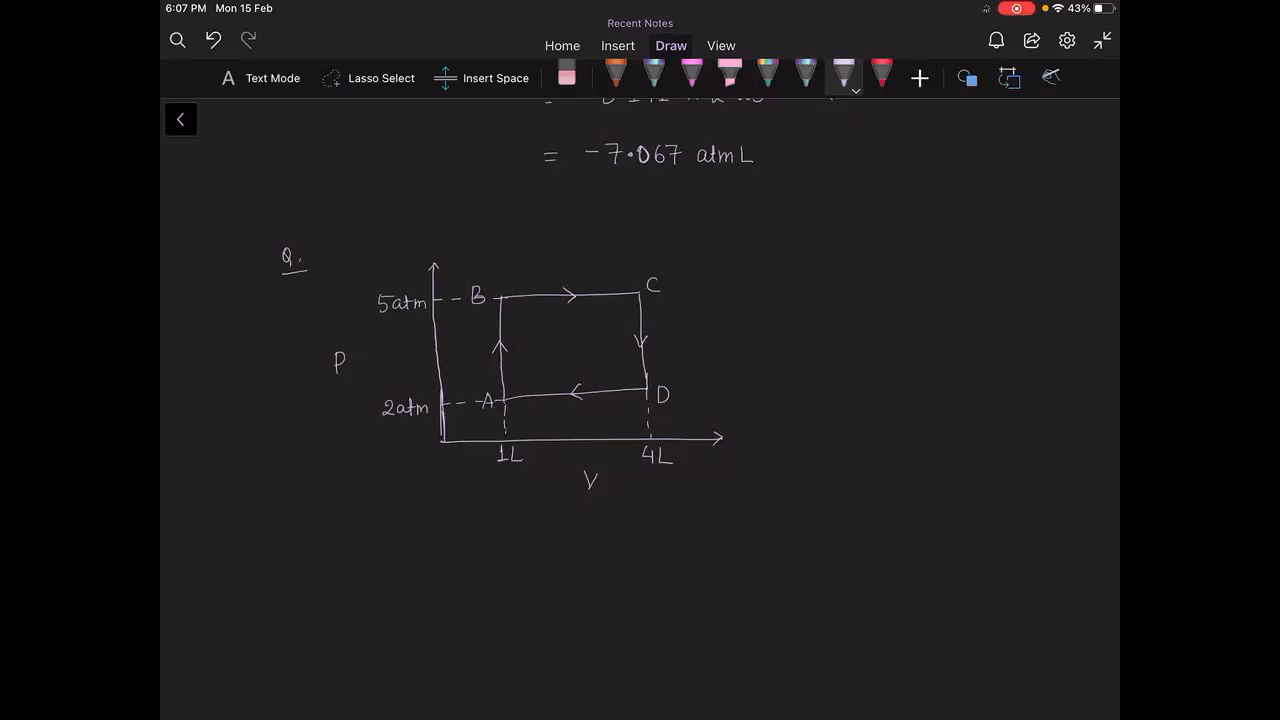 6:07 PM Mon 15 Feb
43%
Recent Notes
Home Insert Draw View
A Text Mode Lasso Select Insert Space
= -7.067 atm L
Q.
5atm B C
P
2atm A D
1L 4L
V